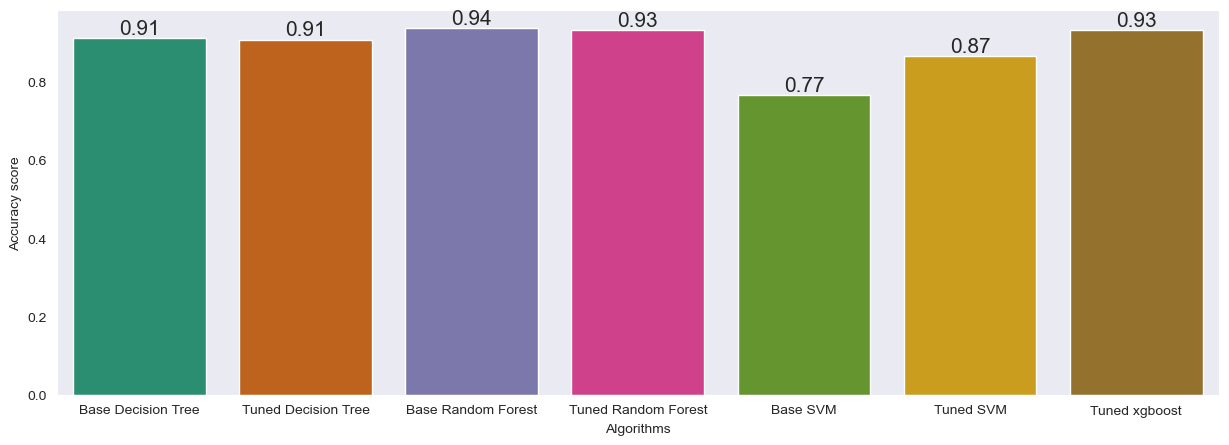 0.91
0.91
0.94
0.93
0.77
0.87
0.93
Accuracy score
0.8
0.6
0.4
0.2
0.0
Base Decision Tree
Tuned Decision Tree
Base Random Forest
Tuned Random Forest
Base SVM
Tuned SVM
Tuned xgboost
Algorithms